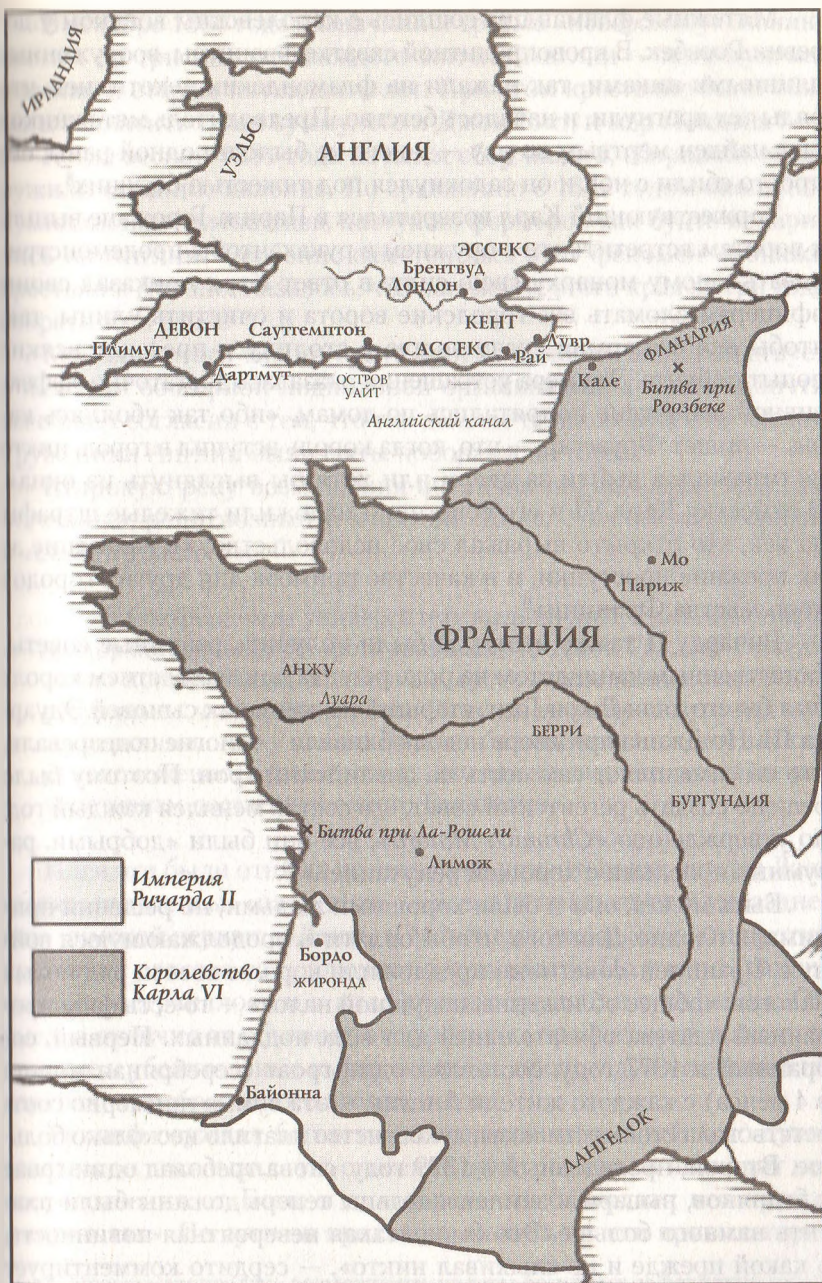 ИРЛАНДИЯ
УЭЛЬС
АНГЛИЯ
ЭССЕКС
Брентвуд
Лондон
ДЕВОН
Саутгемптон
КЕНТ
Дувр
Плимут
САССЕКС
Рай
ФЛАНДРИЯ
Дартмут
ОСТРОВ
УАЙТ
Кале
Битва при
Роозбеке
Английский канал
Мо
Париж
ФРАНЦИЯ
АНЖУ
Луара
БЕРРИ
БУРГУНДИЯ
Битва при Ла-Рошели
Лимож
Империя
Ричарда II
Королевство
Карла VI
Бордо
ЖИРОНДА
Байонна
ЛАНГЕДОК